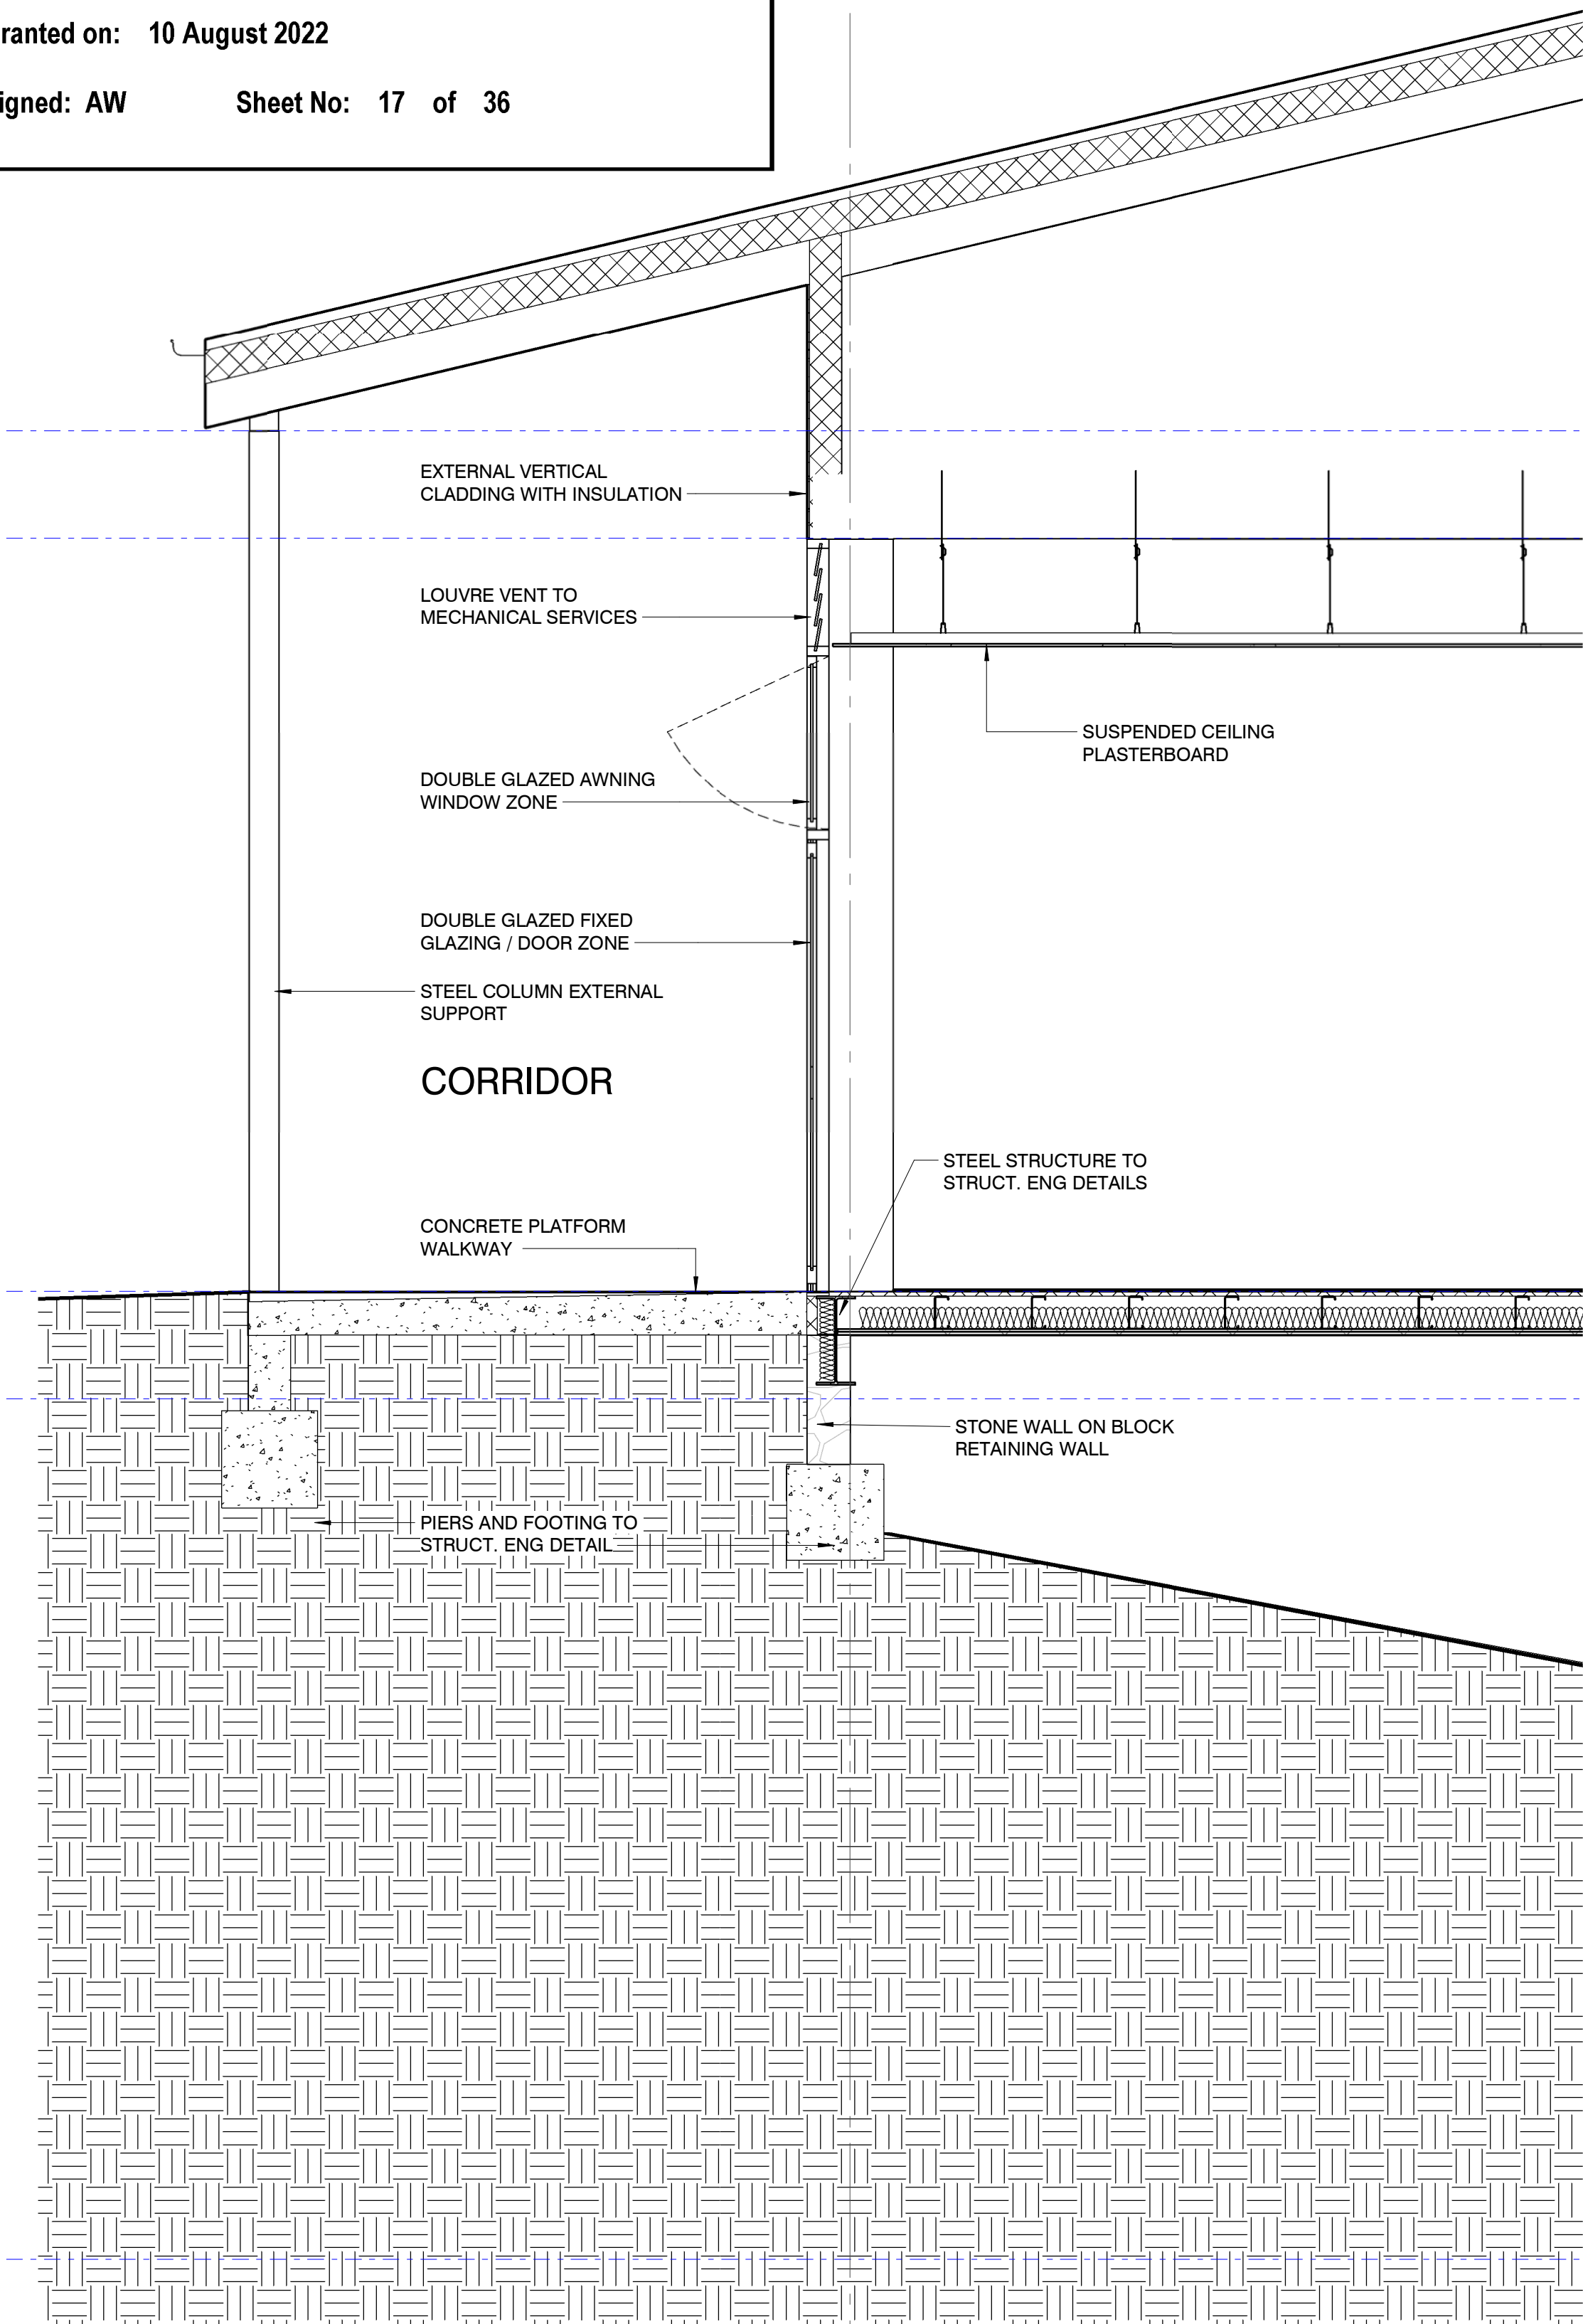 ranted on: 10 August 2022
igned: AW Sheet No: 17 of 36
EXTERNAL VERTICAL
CLADDING WITH INSULATION
LOUVRE VENT TO
MECHANICAL SERVICES
SUSPENDED CEILING
PLASTERBOARD
DOUBLE GLAZED AWNING
WINDOW ZONE
DOUBLE GLAZED FIXED
GLAZING / DOOR ZONE
STEEL COLUMN EXTERNAL
SUPPORT
CORRIDOR
STEEL STRUCTURE TO
STRUCT. ENG DETAILS
CONCRETE PLATFORM
WALKWAY
STONE WALL ON BLOCK
RETAINING WALL
PIERS AND FOOTING TO
STRUCT. ENG DETAIL